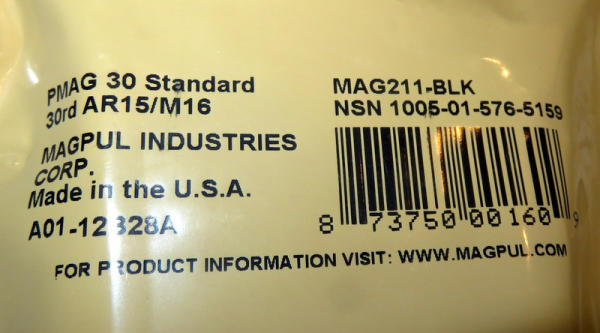 PMAG 30 Standard
30rd AR15/M16
MAGPUL INDUSTRIES
CORP.
Made in the U.S.A.
MAG211-BLK
NSN 1005-01-576-5159
8 73750 00160 9
FOR PRODUCT INFORMATION VISIT: WWW.MAGPUL.COM